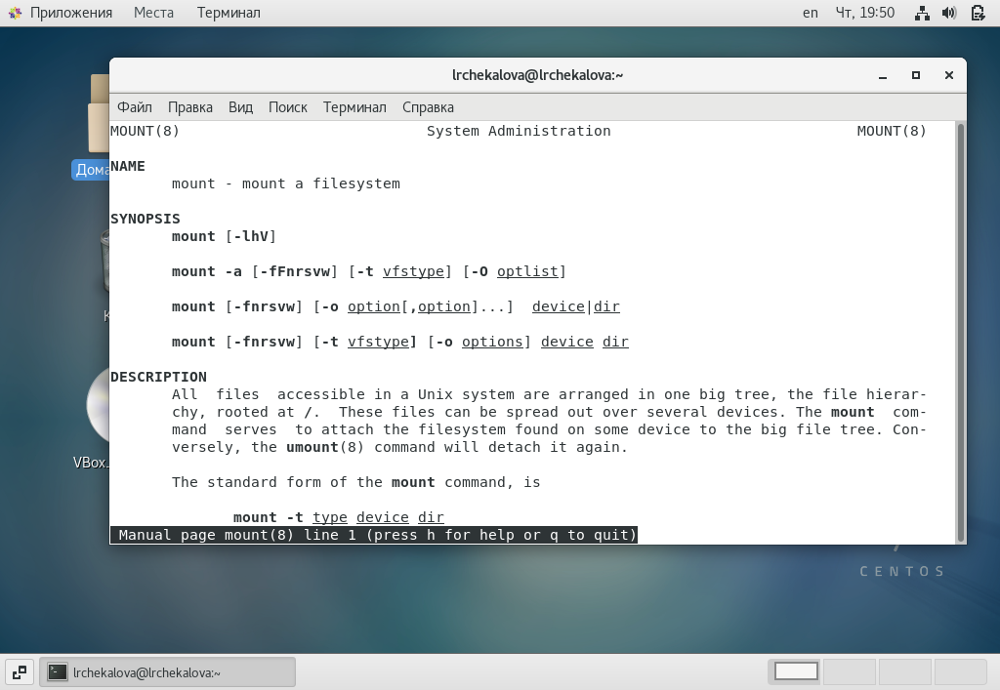 Приложения Места Терминал en Чт, 19:50
lrchekalova@lrchekalova:~
Файл Правка Вид Поиск Терминал Справка
MOUNT(8) System Administration MOUNT(8)
NAME
mount - mount a filesystem
SYNOPSIS
mount [-lhV]
mount -a [-fFnrsvw] [-t vfstype] [-O optlist]
mount [-fnrsvw] [-o option[,option]...] device|dir
mount [-fnrsvw] [-t vfstype] [-o options] device dir
DESCRIPTION
All files accessible in a Unix system are arranged in one big tree, the file hierar-
chy, rooted at /. These files can be spread out over several devices. The mount com-
mand serves to attach the filesystem found on some device to the big file tree. Con-
versely, the umount(8) command will detach it again.
The standard form of the mount command, is
mount -t type device dir
Manual page mount(8) line 1 (press h for help or q to quit)
Дома
К
VBox.
CENTOS
lrchekalova@lrchekalova:~